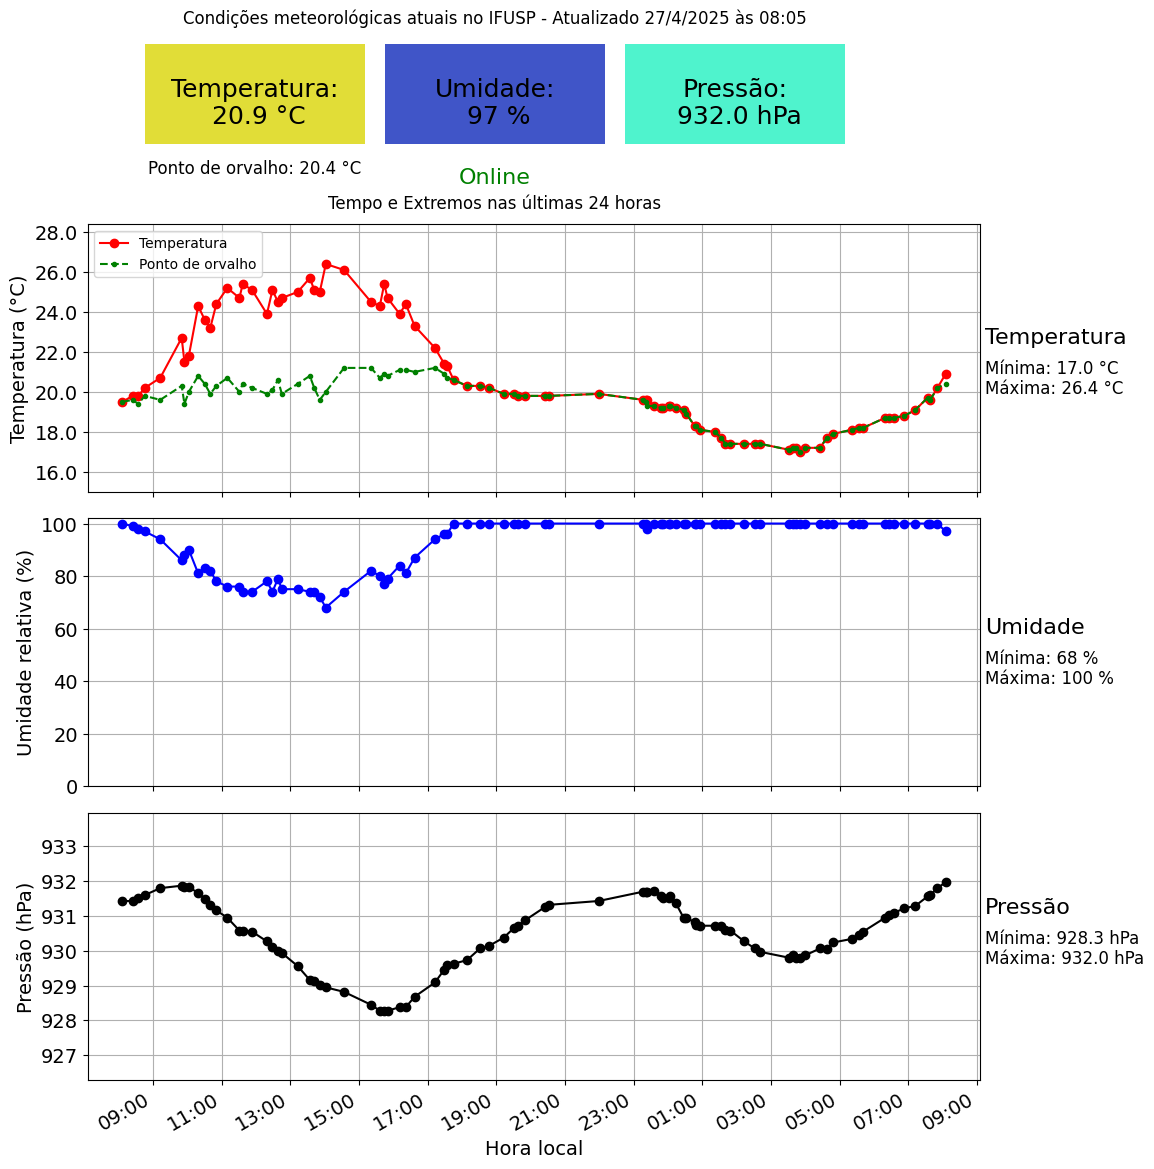 Condições meteorológicas atuais no IFUSP - Atualizado 27/4/2025 às 08:05
Temperatura:
20.9 °C
Umidade:
97 %
Pressão:
932.0 hPa
Ponto de orvalho: 20.4 °C
Online
Tempo e Extremos nas últimas 24 horas
Temperatura (°C)
28.0
26.0
24.0
22.0
20.0
18.0
16.0
Temperatura
Ponto de orvalho
Temperatura
Mínima: 17.0 °C
Máxima: 26.4 °C
Umidade relativa (%)
100
80
60
40
20
0
Umidade
Mínima: 68 %
Máxima: 100 %
Pressão (hPa)
933
932
931
930
929
928
927
Pressão
Mínima: 928.3 hPa
Máxima: 932.0 hPa
09:00 11:00 13:00 15:00 17:00 19:00 21:00 23:00 01:00 03:00 05:00 07:00 09:00
Hora local